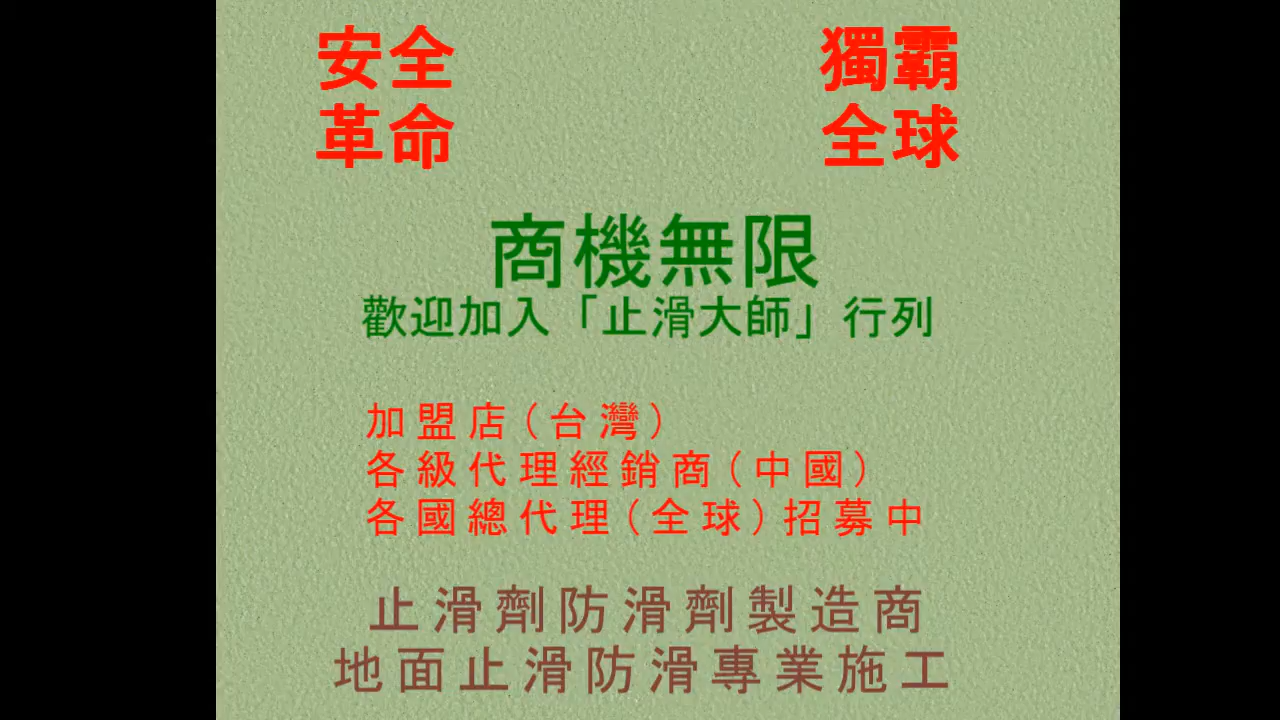 安全 獨霸
革命 全球
商機無限
歡迎加入「止滑大師」行列
加盟店(台灣)
各級代理經銷商(中國)
各國總代理(全球)招募中
止滑劑防滑劑製造商
地面止滑防滑專業施工